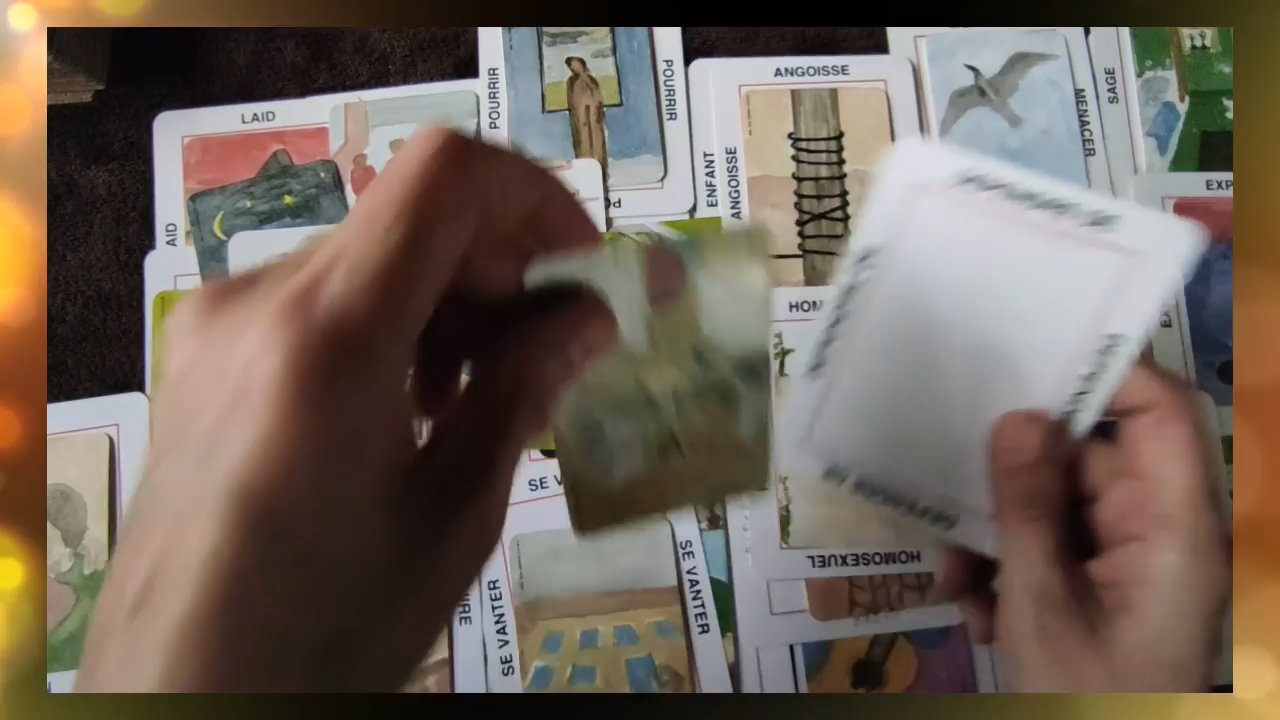 LAID
AID
POURRIR
POURRIR
ANGOISSE
ENFANT
ANGOISSE
MENACER
SAGE
EXP
HOM
SE V
SE VANTER
SE VANTER
HOMOSEXUEL